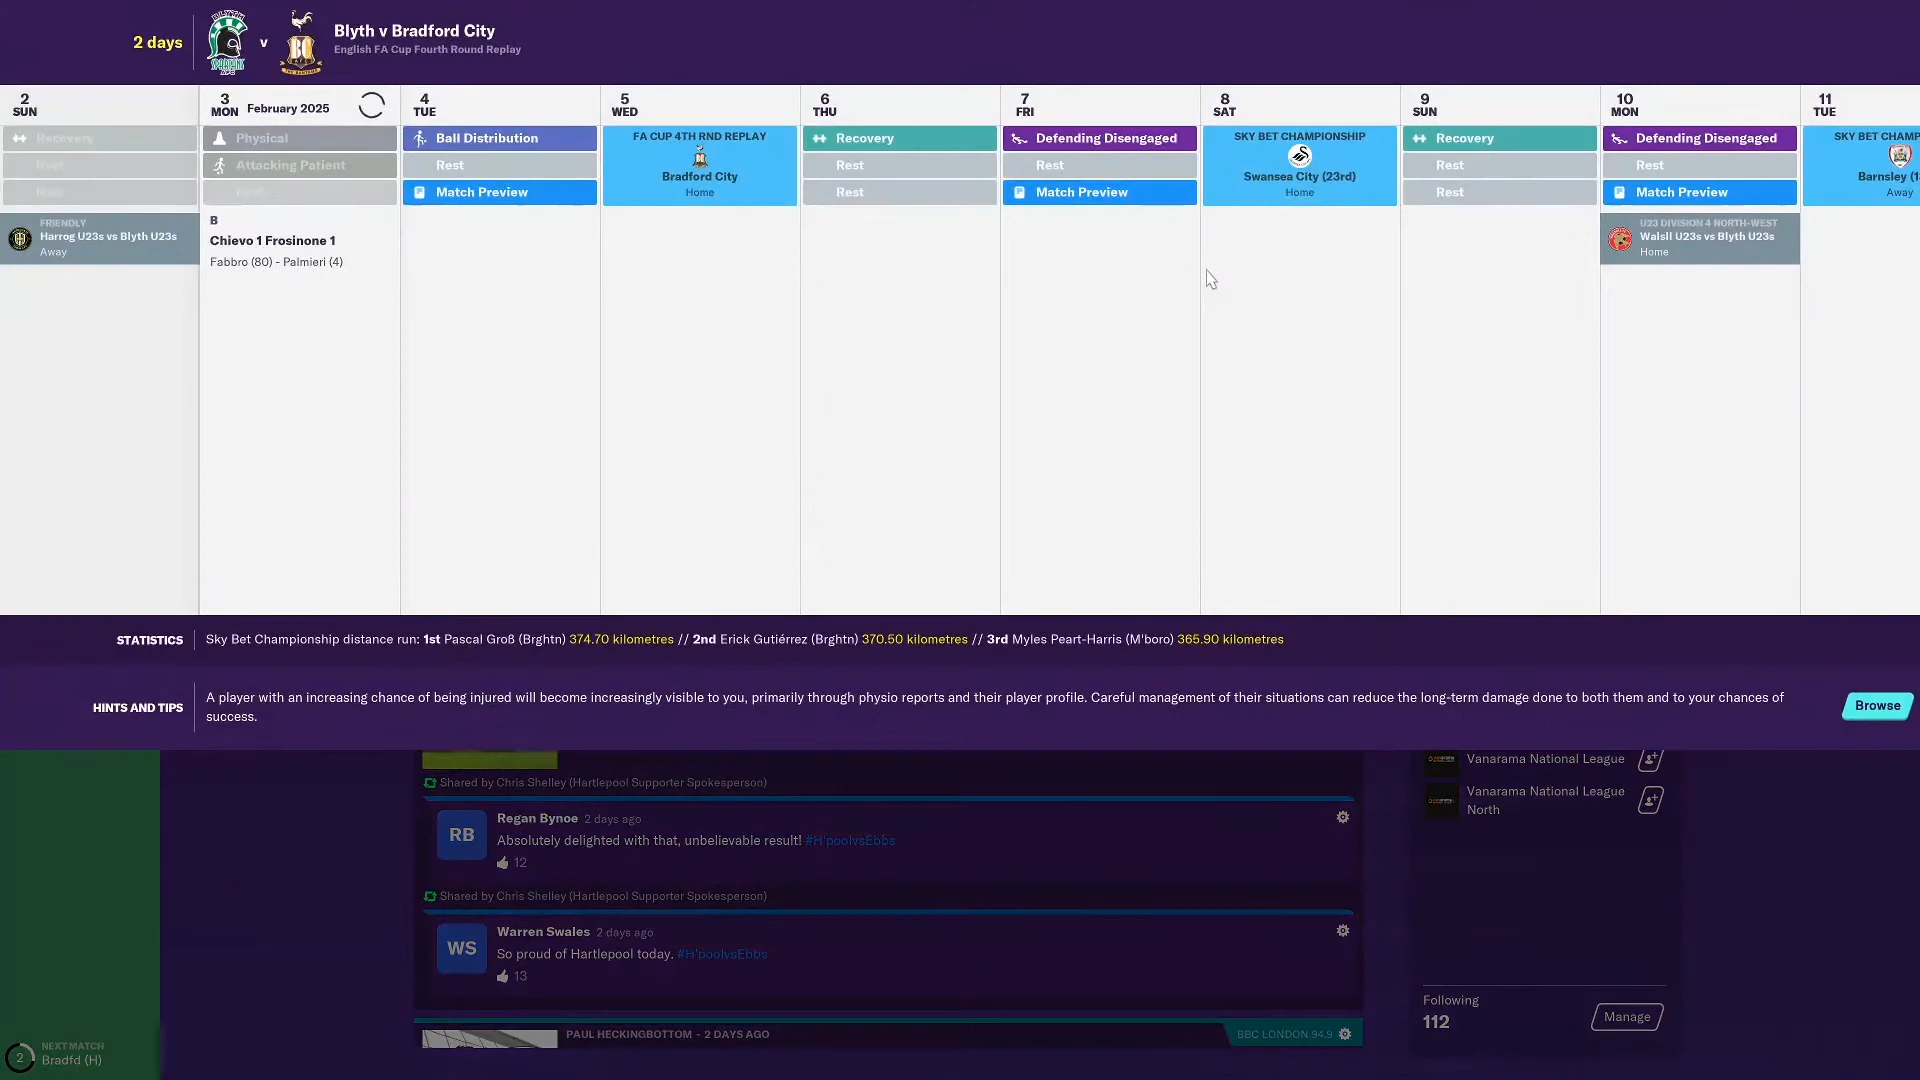 2 days
v
Blyth v Bradford City
English FA Cup Fourth Round Replay
2
SUN
Recovery
Rest
Rest
FRIENDLY
Harrog U23s vs Blyth U23s
Away
3
MON February 2025
Physical
Attacking Patient
Rest
B
Chievo 1 Frosinone 1
Fabbro (80) - Palmieri (4)
4
TUE
Ball Distribution
Rest
Match Preview
5
WED
FA CUP 4TH RND REPLAY
Bradford City
Home
6
THU
Recovery
Rest
Rest
7
FRI
Defending Disengaged
Rest
Match Preview
8
SAT
SKY BET CHAMPIONSHIP
Swansea City (23rd)
Home
9
SUN
Recovery
Rest
Rest
10
MON
Defending Disengaged
Rest
Match Preview
U23 DIVISION 4 NORTH-WEST
Walsll U23s vs Blyth U23s
Home
11
TUE
SKY BET CHAMP
Barnsley (1
Away
STATISTICS
Sky Bet Championship distance run: 1st Pascal Groß (Brghtn) 374.70 kilometres // 2nd Erick Gutiérrez (Brghtn) 370.50 kilometres // 3rd Myles Peart-Harris (M'boro) 365.90 kilometres
HINTS AND TIPS
A player with an increasing chance of being injured will become increasingly visible to you, primarily through physio reports and their player profile. Careful management of their situations can reduce the long-term damage done to both them and to your chances of
success.
Browse
Shared by Chris Shelley (Hartlepool Supporter Spokesperson)
RB
Regan Bynoe 2 days ago
Absolutely delighted with that, unbelievable result! #H'poolvsEbbs
12
Shared by Chris Shelley (Hartlepool Supporter Spokesperson)
WS
Warren Swales 2 days ago
So proud of Hartlepool today. #H'poolvsEbbs
13
PAUL HECKINGBOTTOM - 2 DAYS AGO
BBC LONDON 94.9
Vanarama National League
Vanarama National League
North
Following
112
Manage
2
NEXT MATCH
Bradfd (H)